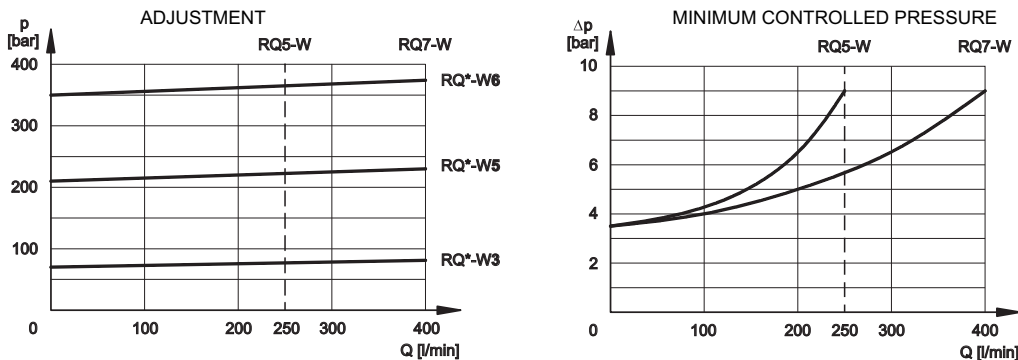 ADJUSTMENT
p
[bar]
RQ5-W
RQ7-W
400
RQ*-W6
300
RQ*-W5
200
100
RQ*-W3
0
100
200
250
300
400
Q [l/min]
MINIMUM CONTROLLED PRESSURE
Δp
[bar]
RQ5-W
RQ7-W
10
8
6
4
2
0
100
200
250
300
400
Q [l/min]